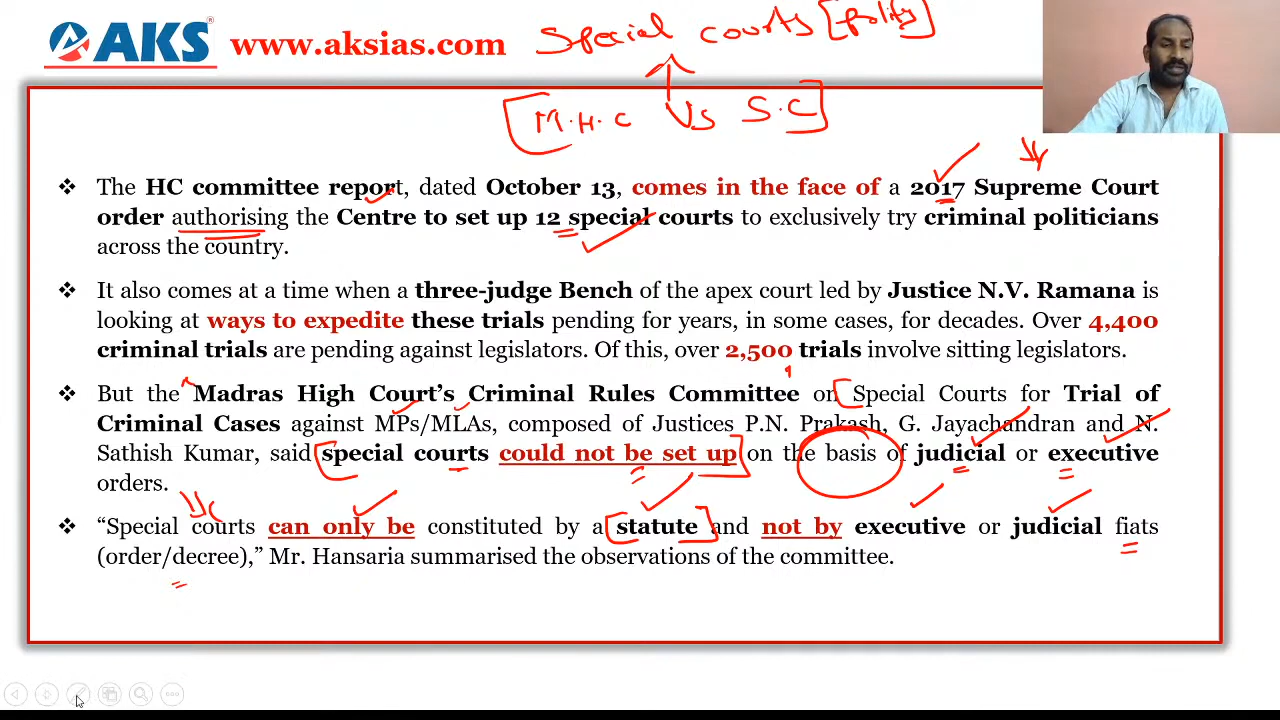 Special courts [polity]
AKS www.aksias.com
[M.H.C Vs S.C]
❖ The HC committee report, dated October 13, comes in the face of a 2017 Supreme Court
order authorising the Centre to set up 12 special courts to exclusively try criminal politicians
across the country.
❖ It also comes at a time when a three-judge Bench of the apex court led by Justice N.V. Ramana is
looking at ways to expedite these trials pending for years, in some cases, for decades. Over 4,400
criminal trials are pending against legislators. Of this, over 2,500 trials involve sitting legislators.
❖ But the Madras High Court's Criminal Rules Committee on Special Courts for Trial of
Criminal Cases against MPs/MLAs, composed of Justices P.N. Prakash, G. Jayachandran and N.
Sathish Kumar, said special courts could not be set up on the basis of judicial or executive
orders.
❖ “Special courts can only be constituted by a statute and not by executive or judicial fiats
(order/decree),” Mr. Hansaria summarised the observations of the committee.